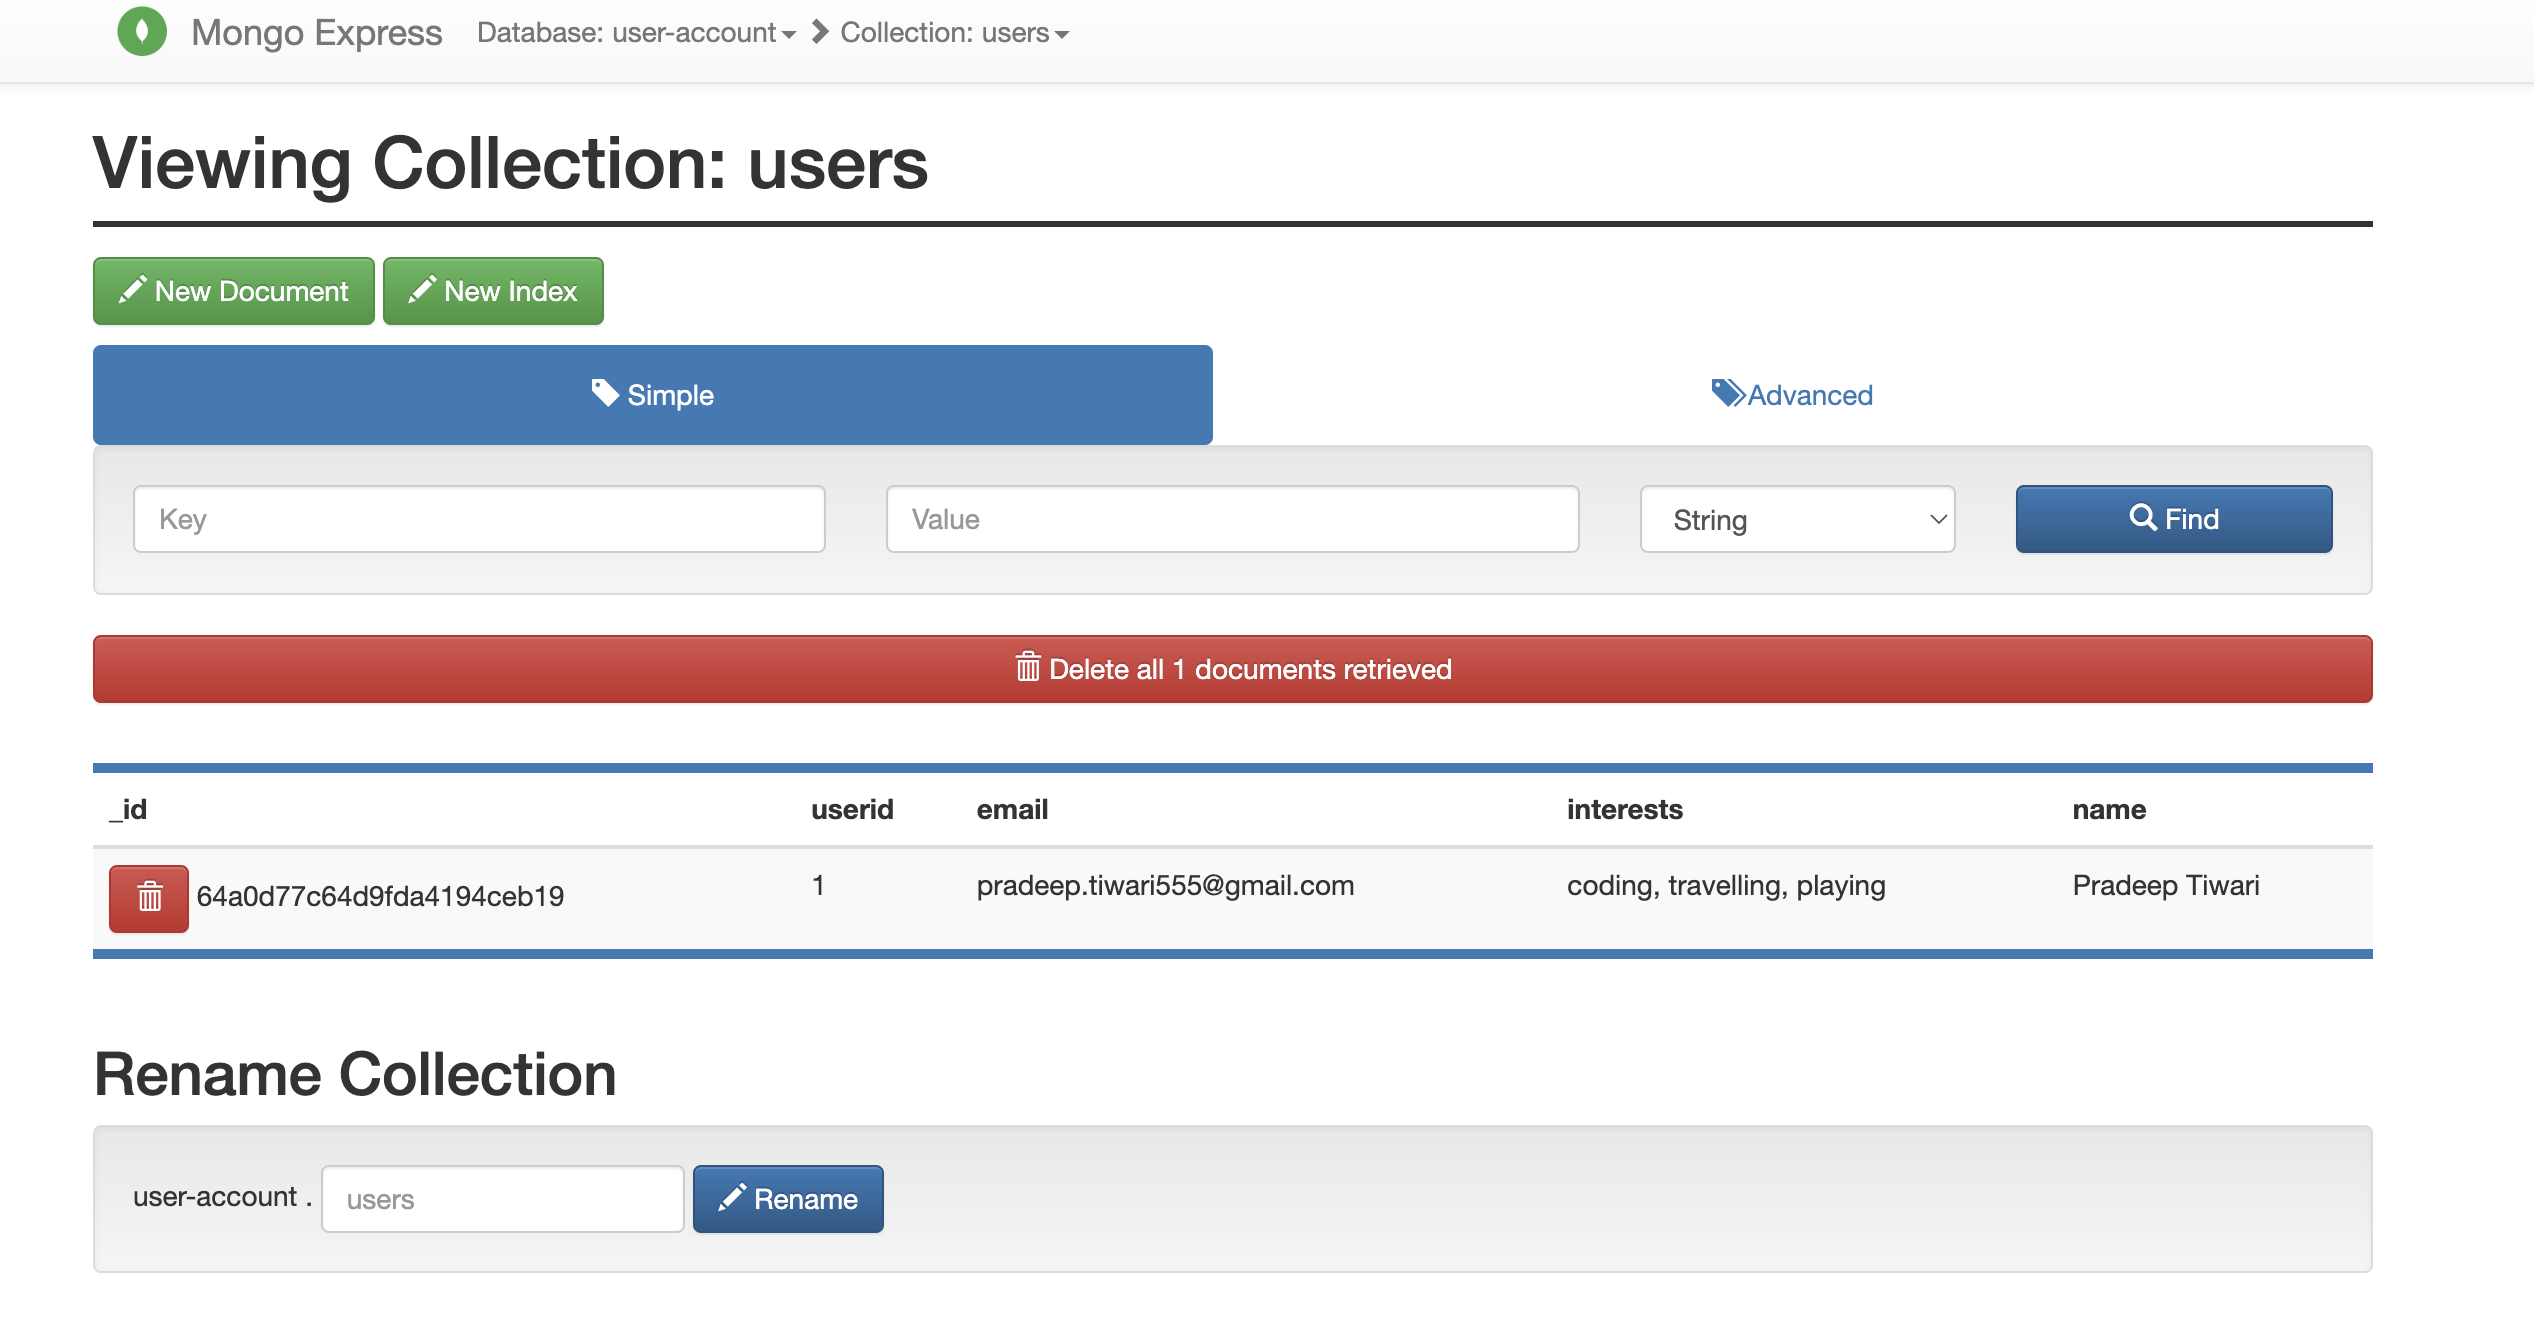 Mongo Express Database: user-account Collection: users
Viewing Collection: users
New Document New Index
Simple Advanced
Key Value String Find
Delete all 1 documents retrieved
_id userid email interests name
64a0d77c64d9fda4194ceb19 1 pradeep.tiwari555@gmail.com coding, travelling, playing Pradeep Tiwari
Rename Collection
user-account . users Rename